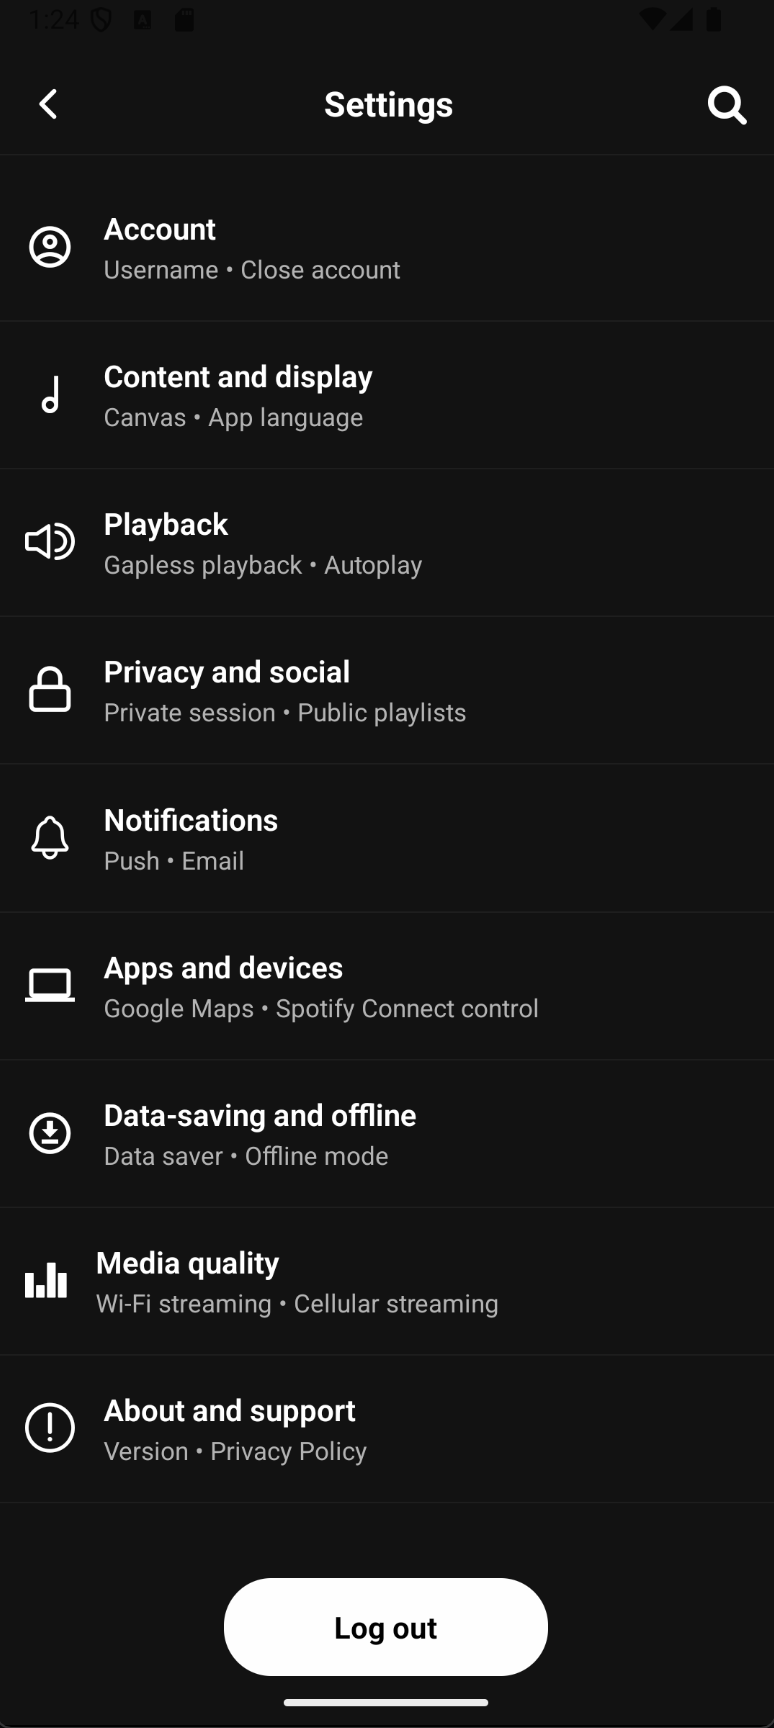 1:24
Settings
Account
Username • Close account
Content and display
Canvas • App language
Playback
Gapless playback • Autoplay
Privacy and social
Private session • Public playlists
Notifications
Push • Email
Apps and devices
Google Maps • Spotify Connect control
Data-saving and offline
Data saver • Offline mode
Media quality
Wi-Fi streaming • Cellular streaming
About and support
Version • Privacy Policy
Log out